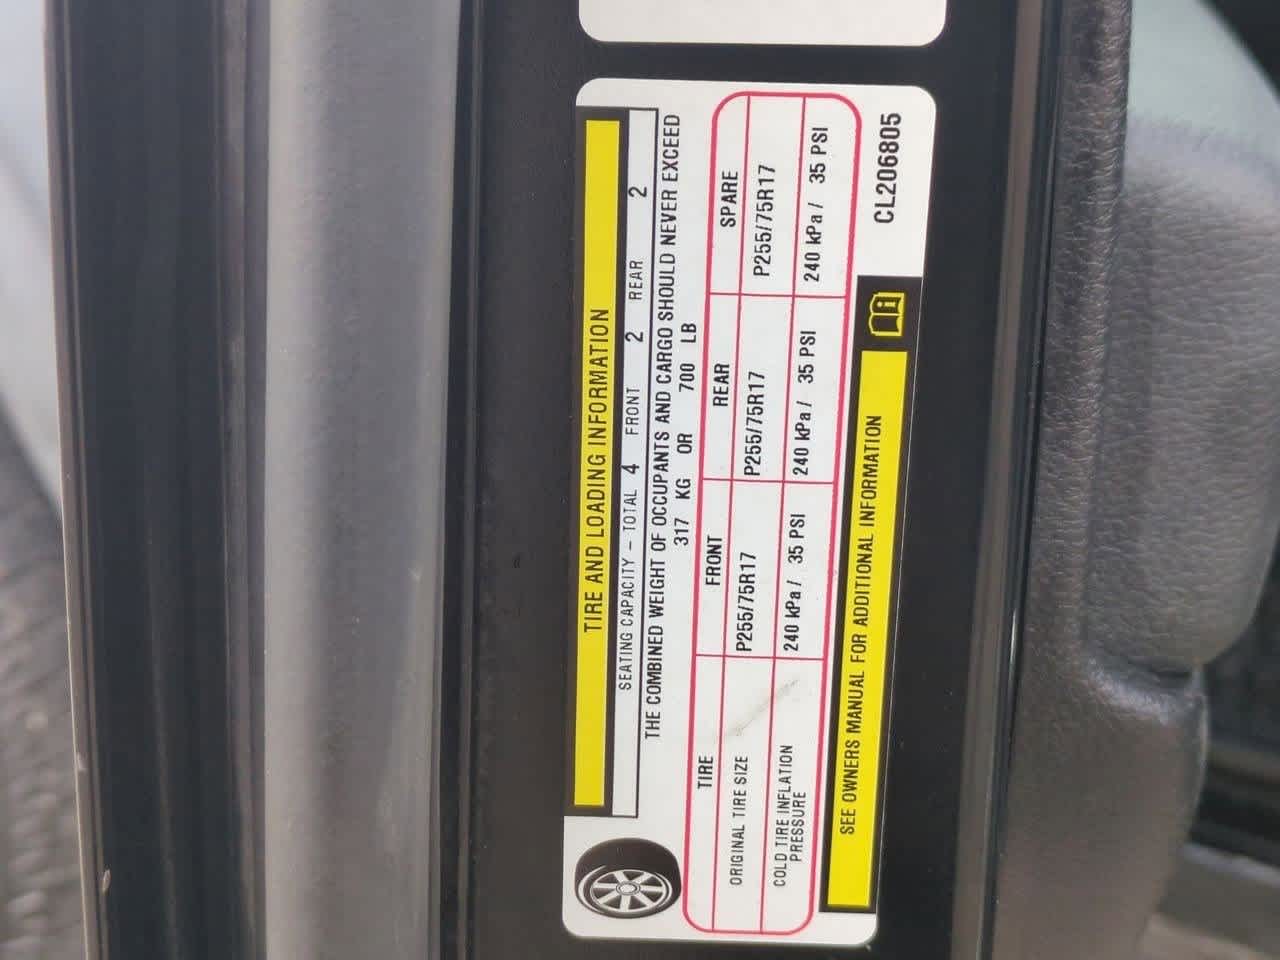 TIRE AND LOADING INFORMATION
SEATING CAPACITY – TOTAL 4 FRONT 2 REAR 2
THE COMBINED WEIGHT OF OCCUPANTS AND CARGO SHOULD NEVER EXCEED
317 KG OR 700 LB
TIRE FRONT REAR SPARE
ORIGINAL TIRE SIZE P255/75R17 P255/75R17 P255/75R17
COLD TIRE INFLATION
PRESSURE 240 kPa / 35 PSI 240 kPa / 35 PSI 240 kPa / 35 PSI
SEE OWNERS MANUAL FOR ADDITIONAL INFORMATION
CL206805